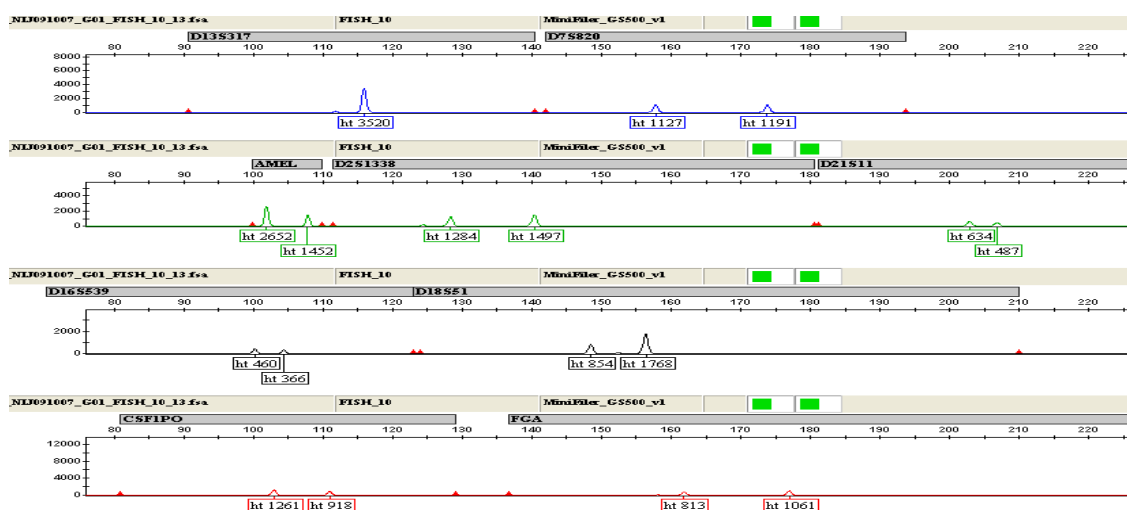 _NIJ091007_G01_FISH_10_13.fsa FISH_10 MiniFiler_GS500_v1
D13S317 D7S820
80 90 100 110 120 130 140 150 160 170 180 190 200 210 220
8000
6000
4000
2000
0
ht 3520 ht 1127 ht 1191
_NIJ091007_G01_FISH_10_13.fsa FISH_10 MiniFiler_GS500_v1
AMEL D2S1338 D21S11
80 90 100 110 120 130 140 150 160 170 180 190 200 210 220
4000
2000
0
ht 2652 ht 1284 ht 1497 ht 634
ht 1452 ht 487
_NIJ091007_G01_FISH_10_13.fsa FISH_10 MiniFiler_GS500_v1
D16S539 D18S51
80 90 100 110 120 130 140 150 160 170 180 190 200 210 220
2000
0
ht 460 ht 854 ht 1768
ht 366
_NIJ091007_G01_FISH_10_13.fsa FISH_10 MiniFiler_GS500_v1
CSF1PO FGA
80 90 100 110 120 130 140 150 160 170 180 190 200 210 220
12000
8000
4000
0
ht 1261 ht 918 ht 813 ht 1061